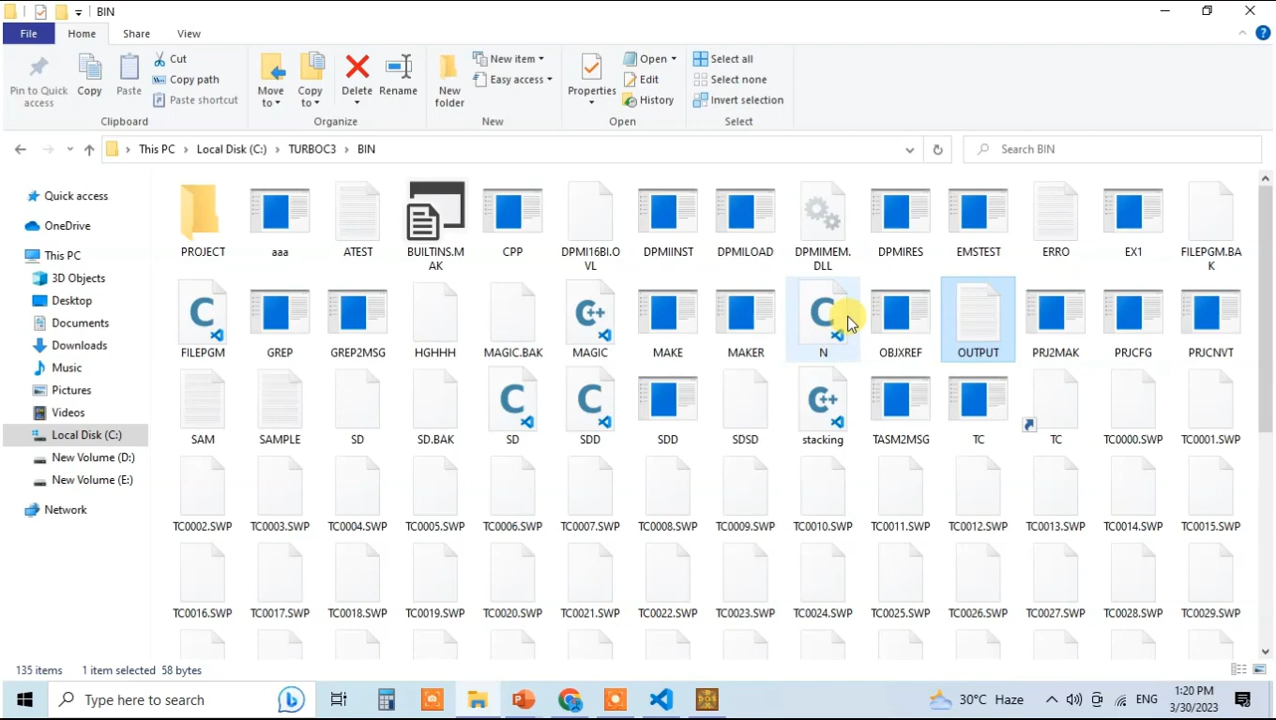 BIN
File Home Share View
Pin to Quick access
Copy
Paste
Cut
Copy path
Paste shortcut
Clipboard
Move to
Copy to
Delete
Rename
Organize
New folder
New item
Easy access
New
Properties
Open
Edit
History
Open
Select all
Select none
Invert selection
Select
This PC > Local Disk (C:) > TURBOC3 > BIN
Search BIN
Quick access
OneDrive
This PC
3D Objects
Desktop
Documents
Downloads
Music
Pictures
Videos
Local Disk (C:)
New Volume (D:)
New Volume (E:)
Network
PROJECT aaa ATEST BUILTINS.MAK CPP DPMI16BI.OVL DPMIINST DPMILOAD DPMIMEM.DLL DPMIRES EMSTEST ERRO EX1 FILEPGM.BAK
FILEPGM GREP GREP2MSG HGHHH MAGIC.BAK MAGIC MAKE MAKER N OBJXREF OUTPUT PRJ2MAK PRJCFG PRJCNVT
SAM SAMPLE SD SD.BAK SD SDD SDD SDSD stacking TASM2MSG TC TC TC0000.SWP TC0001.SWP
TC0002.SWP TC0003.SWP TC0004.SWP TC0005.SWP TC0006.SWP TC0007.SWP TC0008.SWP TC0009.SWP TC0010.SWP TC0011.SWP TC0012.SWP TC0013.SWP TC0014.SWP TC0015.SWP
TC0016.SWP TC0017.SWP TC0018.SWP TC0019.SWP TC0020.SWP TC0021.SWP TC0022.SWP TC0023.SWP TC0024.SWP TC0025.SWP TC0026.SWP TC0027.SWP TC0028.SWP TC0029.SWP
135 items 1 item selected 58 bytes
Type here to search
30°C Haze
ENG
1:20 PM
3/30/2023